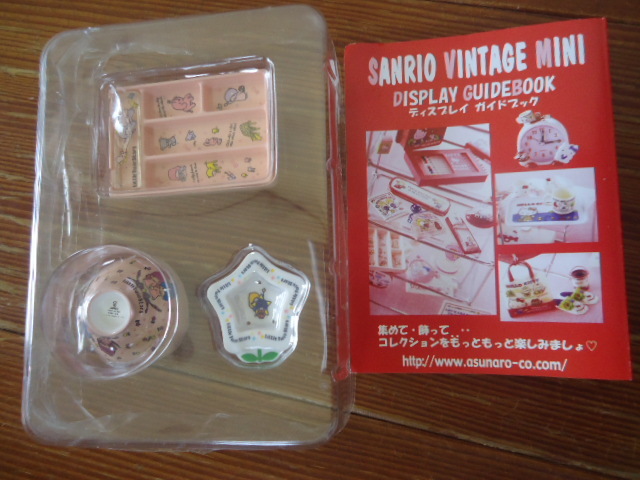 SANRIO VINTAGE MINI
DISPLAY GUIDEBOOK
ディスプレイ ガイドブック
集めて・飾って・・・
コレクションをもっともっと楽しみましょ♡
http://www.asunaro-co.com/